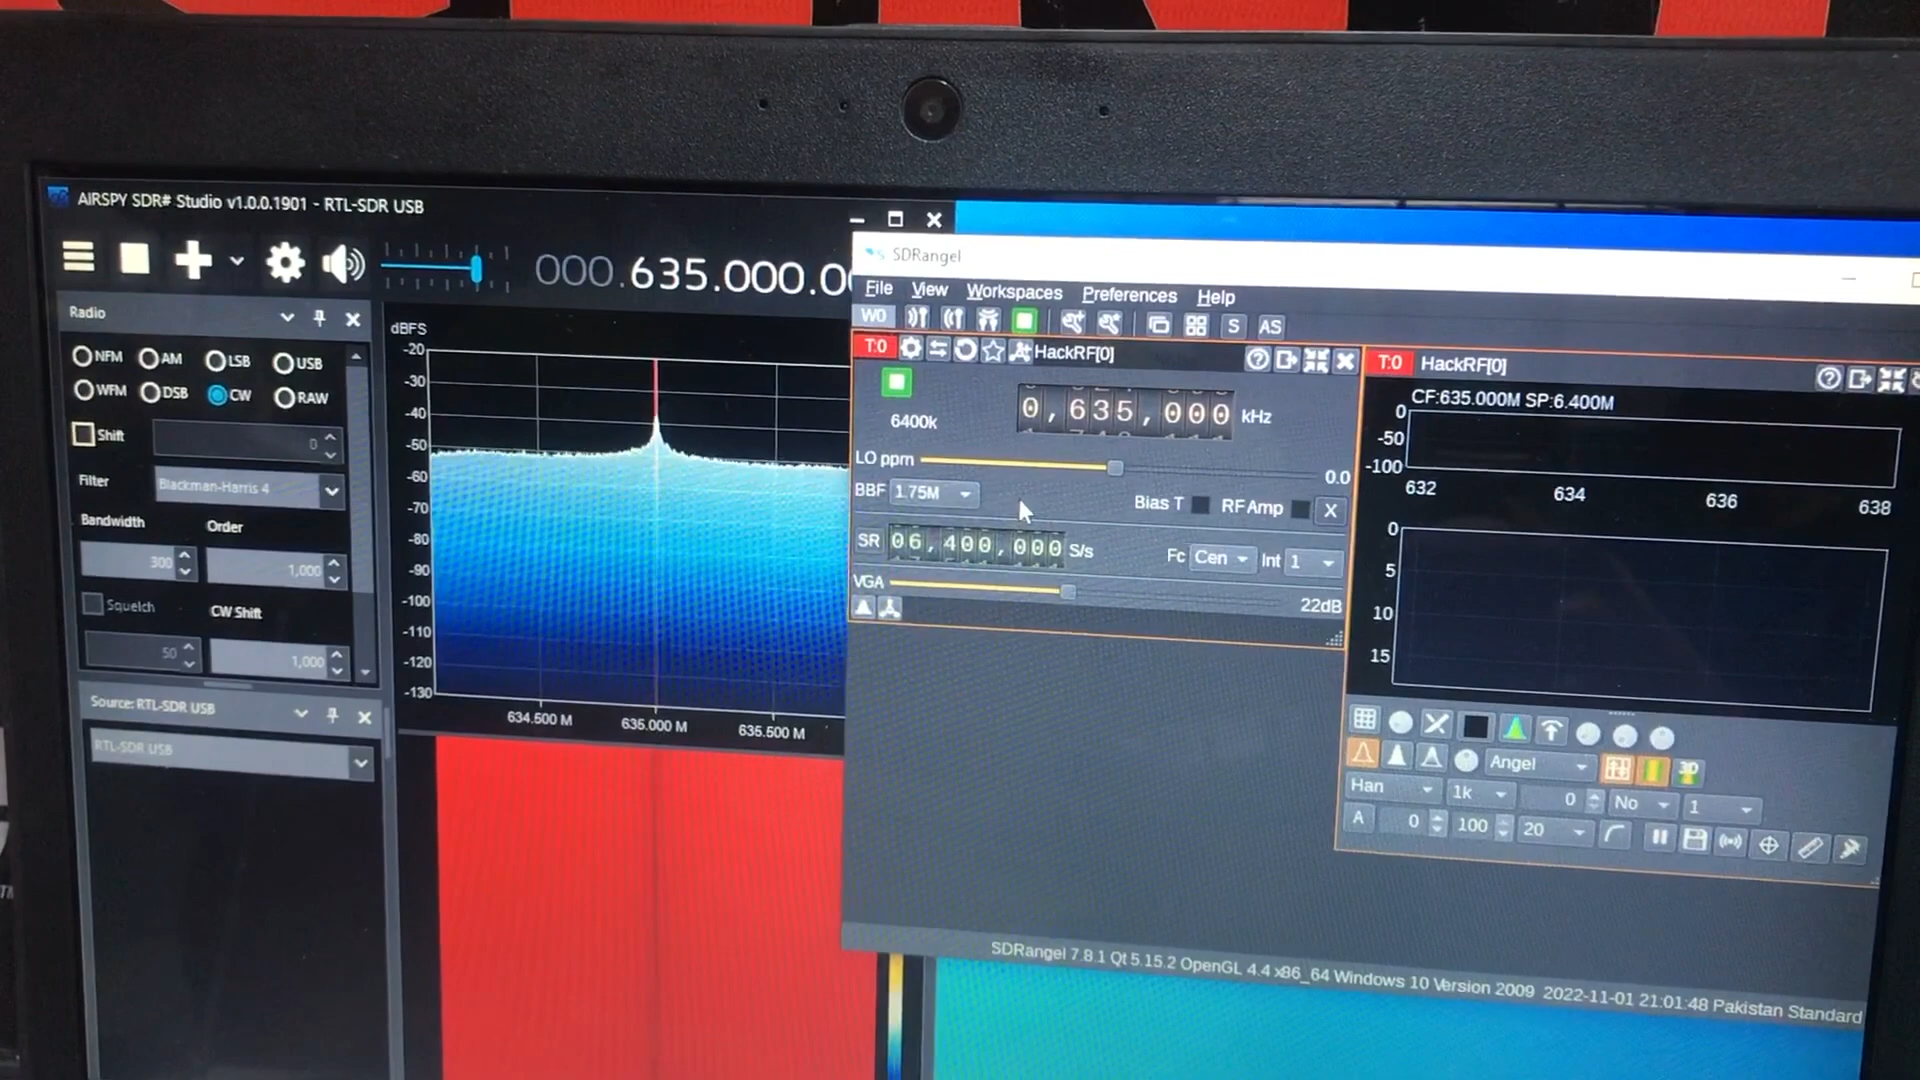 AIRSPY SDR# Studio v1.0.0.1901 - RTL-SDR USB
000.635.000.0
Radio
NFM AM LSB USB
WFM DSB CW RAW
Shift 0
Filter Blackman-Harris 4
Bandwidth Order
300 1,000
Squelch CW Shift
50 1,000
Source: RTL-SDR USB
RTL-SDR USB
dBFS
-20
-30
-40
-50
-60
-70
-80
-90
-100
-110
-120
-130
634.500 M 635.000 M 635.500 M
SDRangel
File View Workspaces Preferences Help
W0 S AS
T:0 HackRF[0]
6400k 0,635,000 kHz
LO ppm 0.0
BBF 1.75M Bias T RF Amp X
SR 06,400,000 S/s Fc Cen Int 1
VGA 22dB
T:0 HackRF[0]
CF:635.000M SP:6.400M
0
-50
-100
632 634 636 638
0
5
10
15
Angel 3D
Han 1k 0 No 1
A 0 100 20
SDRangel 7.8.1 Qt 5.15.2 OpenGL 4.4 x86_64 Windows 10 Version 2009 2022-11-01 21:01:48 Pakistan Standard